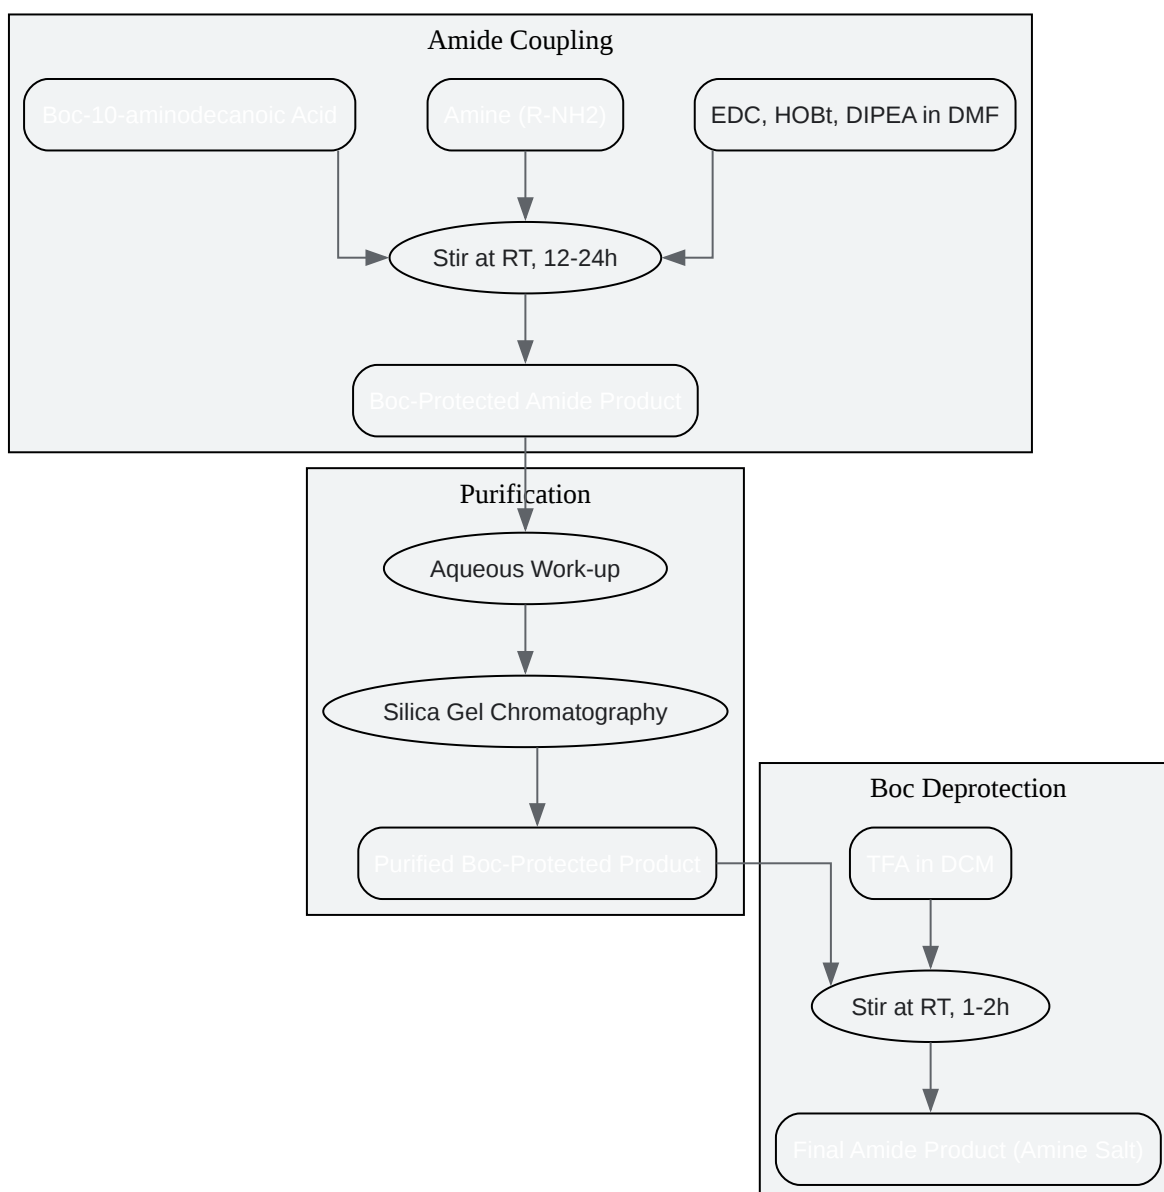 Amide Coupling
Boc-10-aminodecanoic Acid
Amine (R-NH2)
EDC, HOBt, DIPEA in DMF
Stir at RT, 12-24h
Boc-Protected Amide Product
Purification
Aqueous Work-up
Silica Gel Chromatography
Purified Boc-Protected Product
Boc Deprotection
TFA in DCM
Stir at RT, 1-2h
Final Amide Product (Amine Salt)